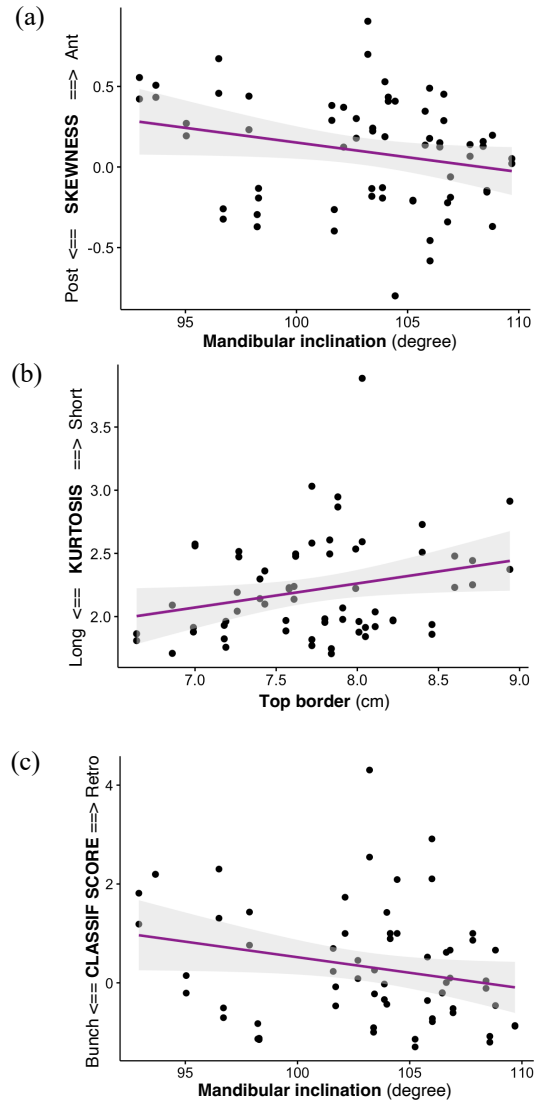 (a)
Post <== SKEWNESS ==> Ant
0.5
0.0
-0.5
95 100 105 110
Mandibular inclination (degree)
(b)
Long <== KURTOSIS ==> Short
3.5
3.0
2.5
2.0
7.0 7.5 8.0 8.5 9.0
Top border (cm)
(c)
Bunch <== CLASSIF SCORE ==> Retro
4
2
0
95 100 105 110
Mandibular inclination (degree)